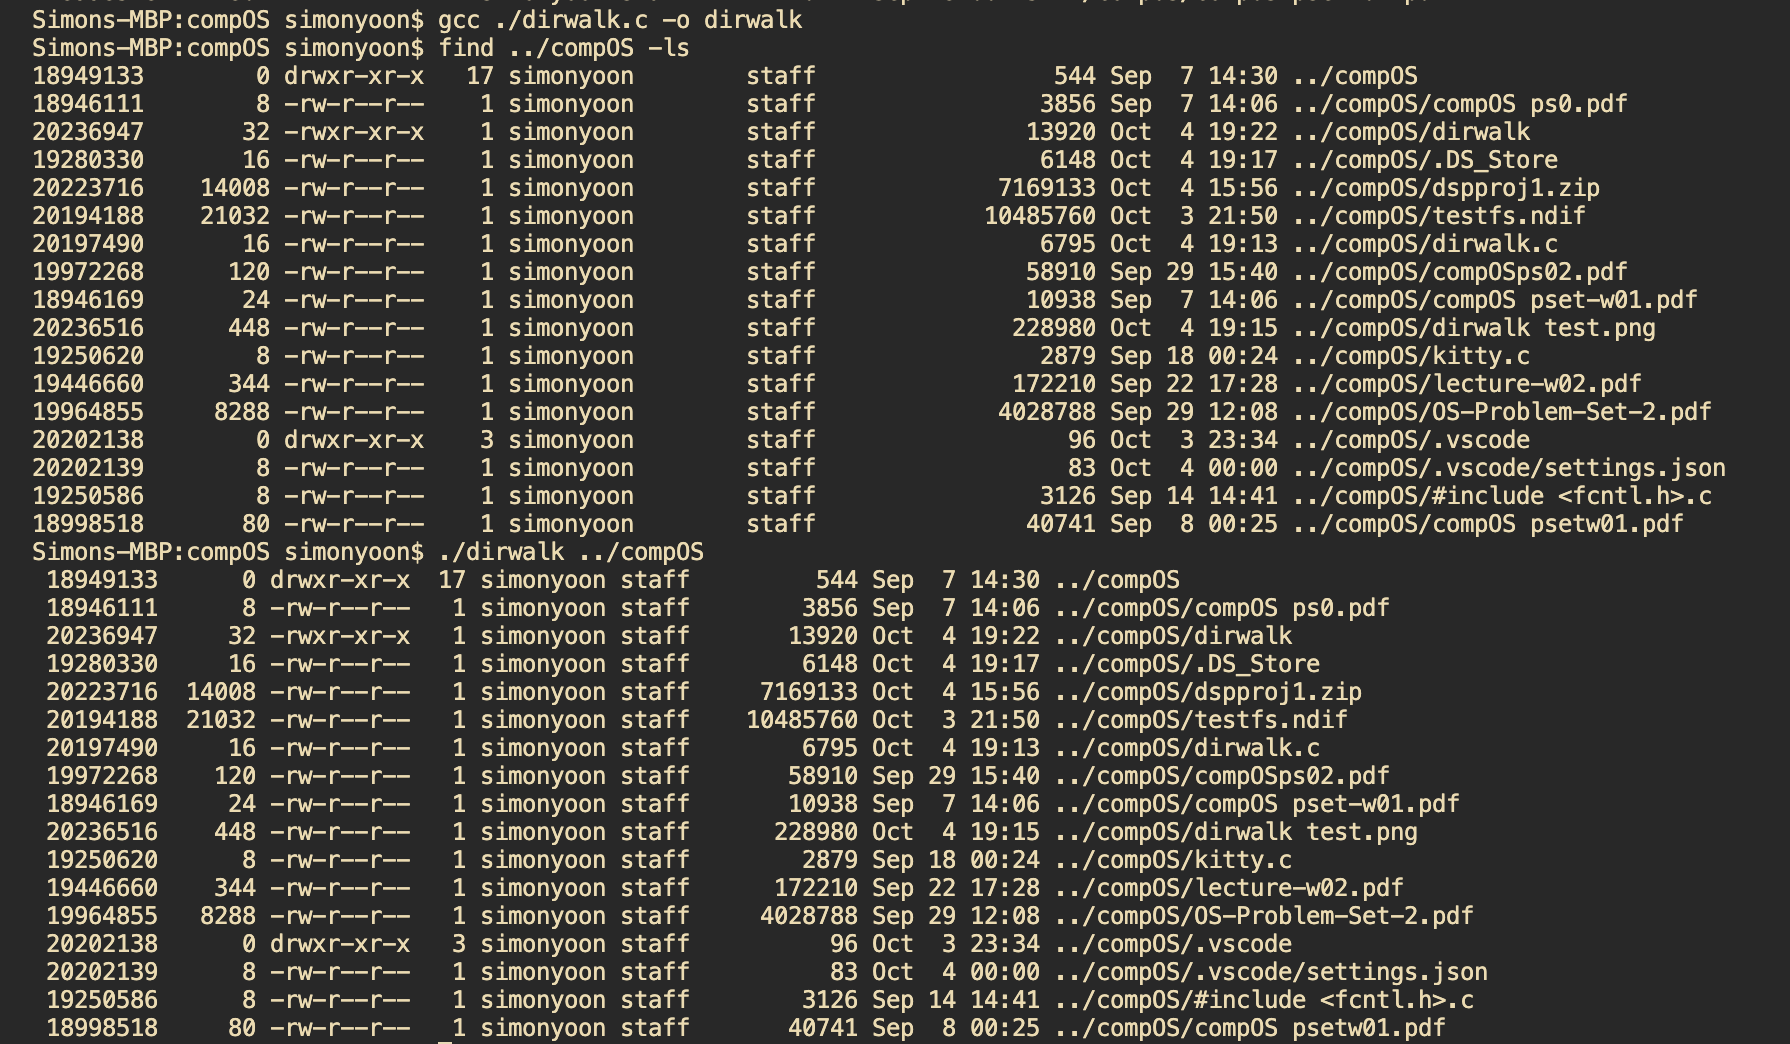 Simons-MBP:compOS simonyoon$ gcc ./dirwalk.c -o dirwalk
Simons-MBP:compOS simonyoon$ find ../compOS -ls
18949133        0 drwxr-xr-x   17 simonyoon        staff                 544 Sep  7 14:30 ../compOS
18946111        8 -rw-r--r--    1 simonyoon        staff                3856 Sep  7 14:06 ../compOS/compOS ps0.pdf
20236947       32 -rwxr-xr-x    1 simonyoon        staff               13920 Oct  4 19:22 ../compOS/dirwalk
19280330       16 -rw-r--r--    1 simonyoon        staff                6148 Oct  4 19:17 ../compOS/.DS_Store
20223716    14008 -rw-r--r--    1 simonyoon        staff             7169133 Oct  4 15:56 ../compOS/dspproj1.zip
20194188    21032 -rw-r--r--    1 simonyoon        staff            10485760 Oct  3 21:50 ../compOS/testfs.ndif
20197490       16 -rw-r--r--    1 simonyoon        staff                6795 Oct  4 19:13 ../compOS/dirwalk.c
19972268      120 -rw-r--r--    1 simonyoon        staff               58910 Sep 29 15:40 ../compOS/compOSps02.pdf
18946169       24 -rw-r--r--    1 simonyoon        staff               10938 Sep  7 14:06 ../compOS/compOS pset-w01.pdf
20236516      448 -rw-r--r--    1 simonyoon        staff              228980 Oct  4 19:15 ../compOS/dirwalk test.png
19250620        8 -rw-r--r--    1 simonyoon        staff                2879 Sep 18 00:24 ../compOS/kitty.c
19446660      344 -rw-r--r--    1 simonyoon        staff              172210 Sep 22 17:28 ../compOS/lecture-w02.pdf
19964855     8288 -rw-r--r--    1 simonyoon        staff             4028788 Sep 29 12:08 ../compOS/OS-Problem-Set-2.pdf
20202138        0 drwxr-xr-x    3 simonyoon        staff                  96 Oct  3 23:34 ../compOS/.vscode
20202139        8 -rw-r--r--    1 simonyoon        staff                  83 Oct  4 00:00 ../compOS/.vscode/settings.json
19250586        8 -rw-r--r--    1 simonyoon        staff                3126 Sep 14 14:41 ../compOS/#include <fcntl.h>.c
18998518       80 -rw-r--r--    1 simonyoon        staff               40741 Sep  8 00:25 ../compOS/compOS psetw01.pdf
Simons-MBP:compOS simonyoon$ ./dirwalk ../compOS
 18949133      0 drwxr-xr-x  17 simonyoon staff         544 Sep  7 14:30 ../compOS
 18946111      8 -rw-r--r--   1 simonyoon staff        3856 Sep  7 14:06 ../compOS/compOS ps0.pdf
 20236947     32 -rwxr-xr-x   1 simonyoon staff       13920 Oct  4 19:22 ../compOS/dirwalk
 19280330     16 -rw-r--r--   1 simonyoon staff        6148 Oct  4 19:17 ../compOS/.DS_Store
 20223716  14008 -rw-r--r--   1 simonyoon staff     7169133 Oct  4 15:56 ../compOS/dspproj1.zip
 20194188  21032 -rw-r--r--   1 simonyoon staff    10485760 Oct  3 21:50 ../compOS/testfs.ndif
 20197490     16 -rw-r--r--   1 simonyoon staff        6795 Oct  4 19:13 ../compOS/dirwalk.c
 19972268    120 -rw-r--r--   1 simonyoon staff       58910 Sep 29 15:40 ../compOS/compOSps02.pdf
 18946169     24 -rw-r--r--   1 simonyoon staff       10938 Sep  7 14:06 ../compOS/compOS pset-w01.pdf
 20236516    448 -rw-r--r--   1 simonyoon staff      228980 Oct  4 19:15 ../compOS/dirwalk test.png
 19250620      8 -rw-r--r--   1 simonyoon staff        2879 Sep 18 00:24 ../compOS/kitty.c
 19446660    344 -rw-r--r--   1 simonyoon staff      172210 Sep 22 17:28 ../compOS/lecture-w02.pdf
 19964855   8288 -rw-r--r--   1 simonyoon staff     4028788 Sep 29 12:08 ../compOS/OS-Problem-Set-2.pdf
 20202138      0 drwxr-xr-x   3 simonyoon staff          96 Oct  3 23:34 ../compOS/.vscode
 20202139      8 -rw-r--r--   1 simonyoon staff          83 Oct  4 00:00 ../compOS/.vscode/settings.json
 19250586      8 -rw-r--r--   1 simonyoon staff        3126 Sep 14 14:41 ../compOS/#include <fcntl.h>.c
 18998518     80 -rw-r--r--   1 simonyoon staff       40741 Sep  8 00:25 ../compOS/compOS psetw01.pdf